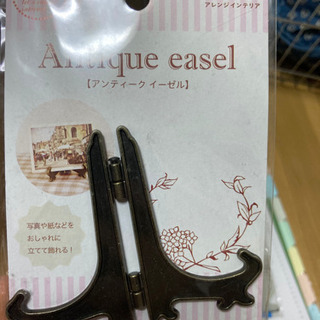 アレンジインテリア
Antique easel
【アンティーク イーゼル】
写真や紙などを
おしゃれに
立てて飾れる！